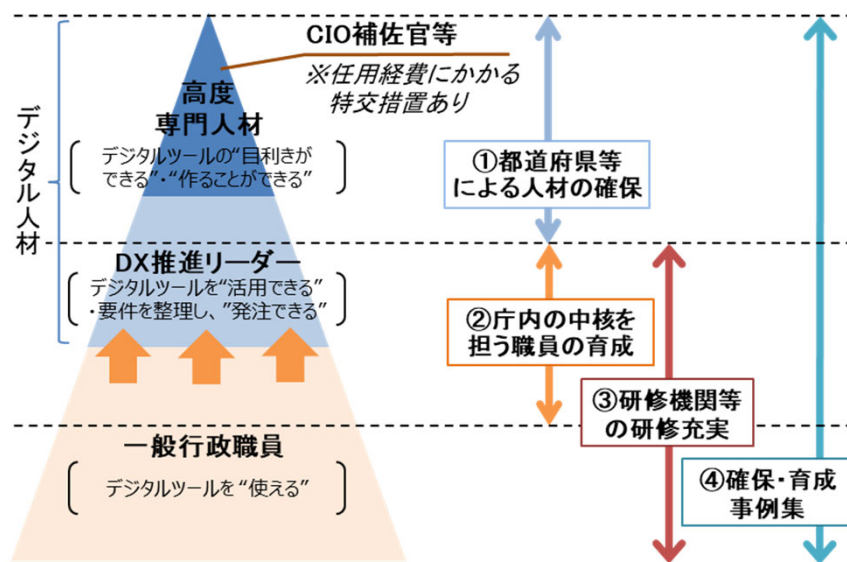 CIO補佐官等
※任用経費にかかる
特交措置あり
デジタル人材
高度
専門人材
デジタルツールの“目利きが
できる”・“作ることができる”
DX推進リーダー
デジタルツールを“活用できる”
・要件を整理し、”発注できる”
一般行政職員
デジタルツールを“使える”
①都道府県等
による人材の確保
②庁内の中核を
担う職員の育成
③研修機関等
の研修充実
④確保・育成
事例集